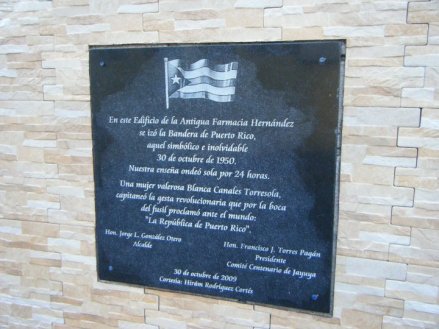 En este Edificio de la Antigua Farmacia Hernández
se izó la Bandera de Puerto Rico,
aquel simbólico e inolvidable
30 de octubre de 1950.
Nuestra enseña ondeó sola por 24 horas.
Una mujer valerosa Blanca Canales Torresola,
capitaneó la gesta revolucionaria que por la boca
del fusil proclamó ante el mundo:
"La República de Puerto Rico".
Hon. Jorge L. González Otero
Alcalde
Hon. Francisco J. Torres Pagán
Presidente
Comité Centenario de Jayuya
30 de octubre de 2009
Cortesía: Hiram Rodríguez Cortés